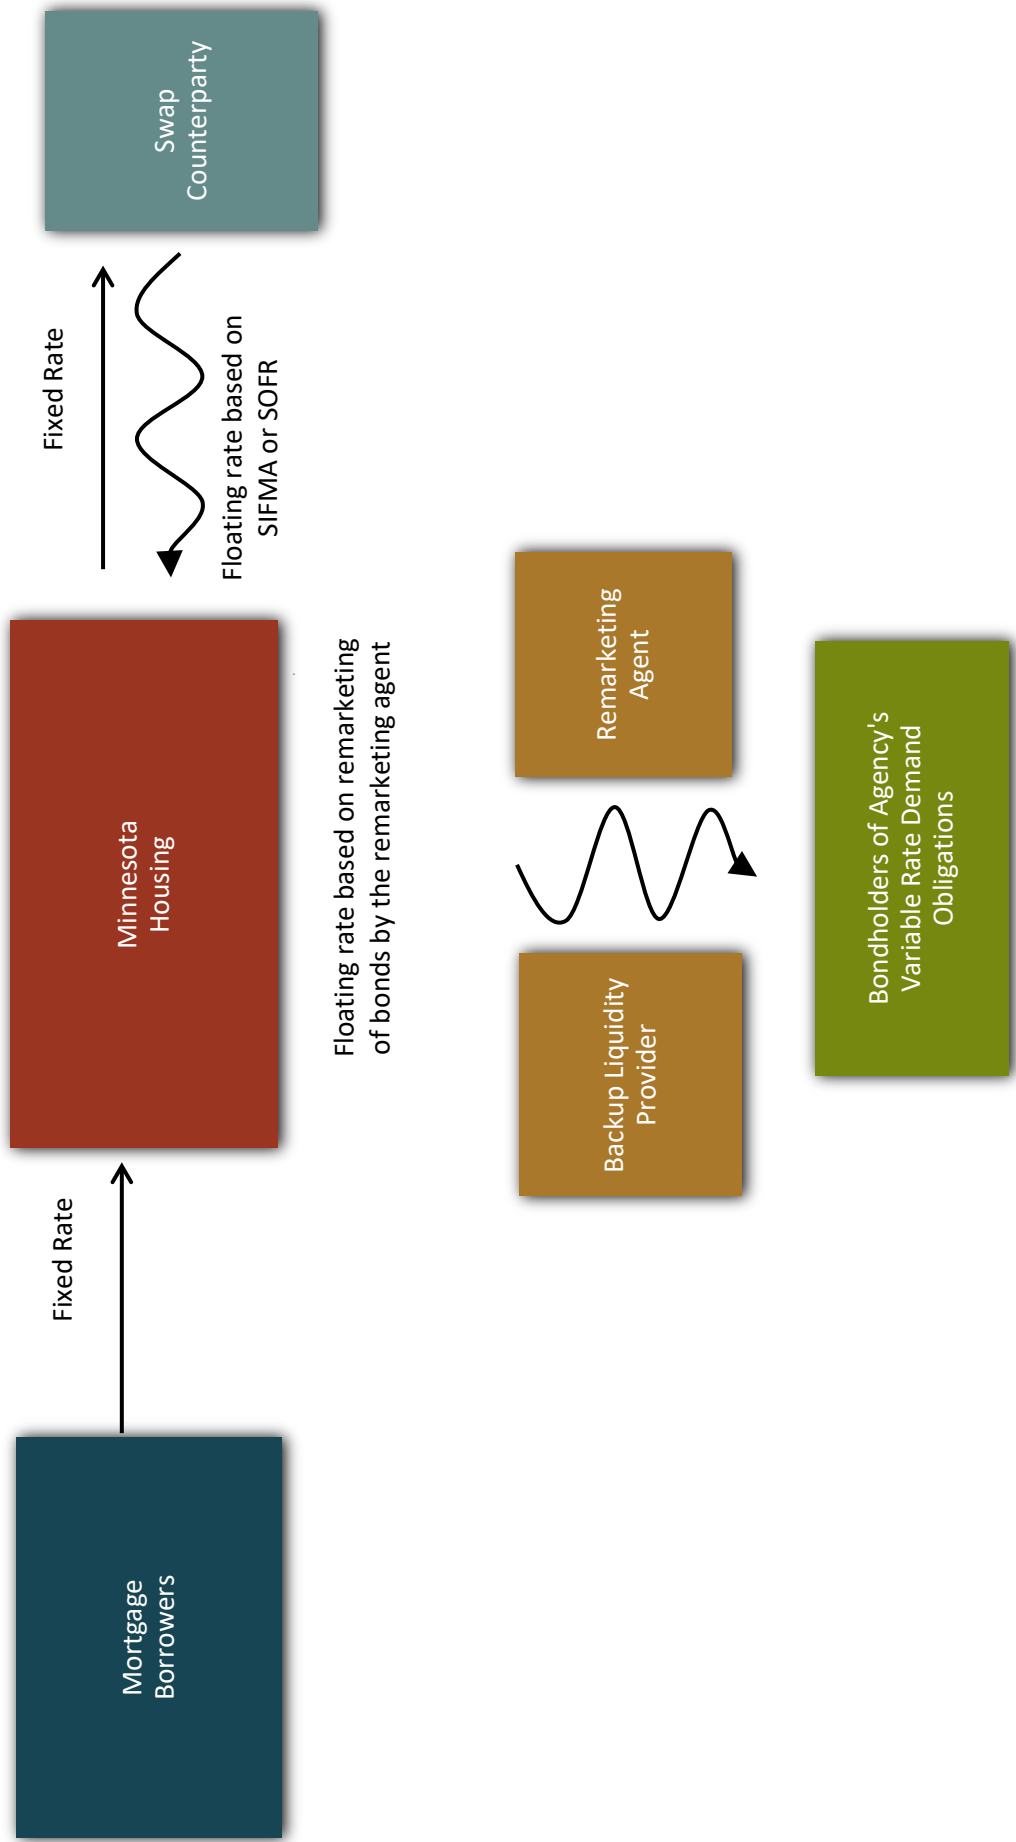 Mortgage
Borrowers
Fixed Rate
Minnesota
Housing
Fixed Rate
Floating rate based on
SIFMA or SOFR
Swap
Counterparty
Floating rate based on remarketing
of bonds by the remarketing agent
Backup Liquidity
Provider
Remarketing
Agent
Bondholders of Agency's
Variable Rate Demand
Obligations